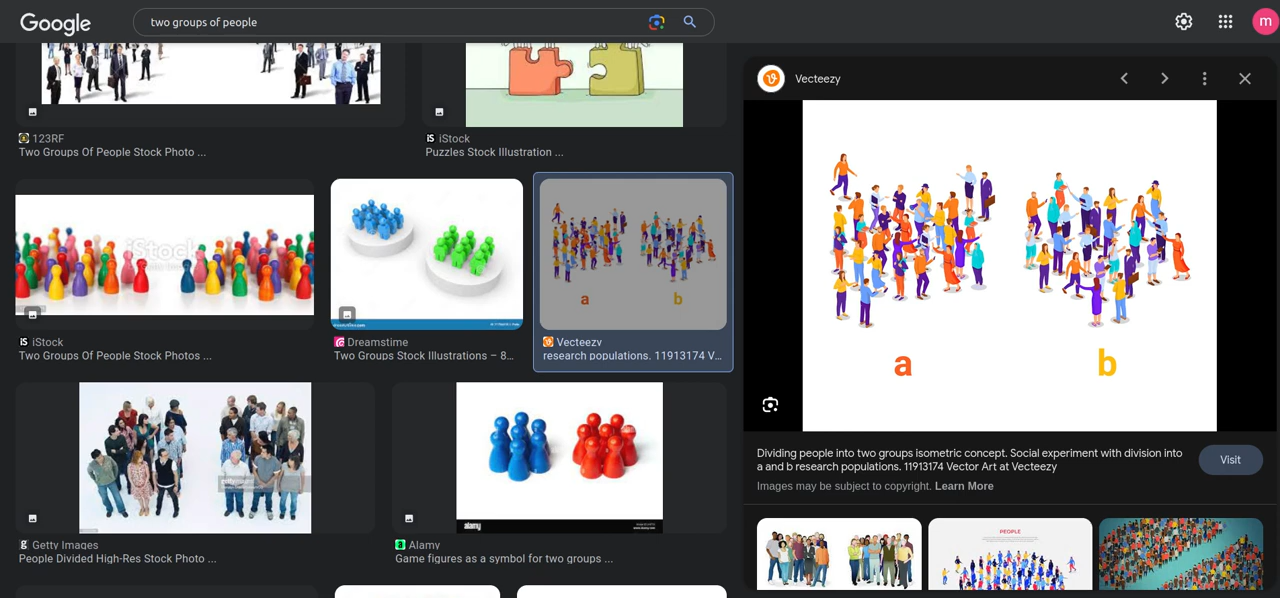 Google
two groups of people
m
123RF
Two Groups Of People Stock Photo ...
iS iStock
Puzzles Stock Illustration ...
iStock
iS iStock
Two Groups Of People Stock Photos ...
Dreamstime
Two Groups Stock Illustrations – 8...
a b
Vecteezy
research populations. 11913174 V...
g Getty Images
People Divided High-Res Stock Photo ...
alamy
a Alamy
Game figures as a symbol for two groups ...
Vecteezy
a b
Dividing people into two groups isometric concept. Social experiment with division into
a and b research populations. 11913174 Vector Art at Vecteezy
Visit
Images may be subject to copyright. Learn More
PEOPLE